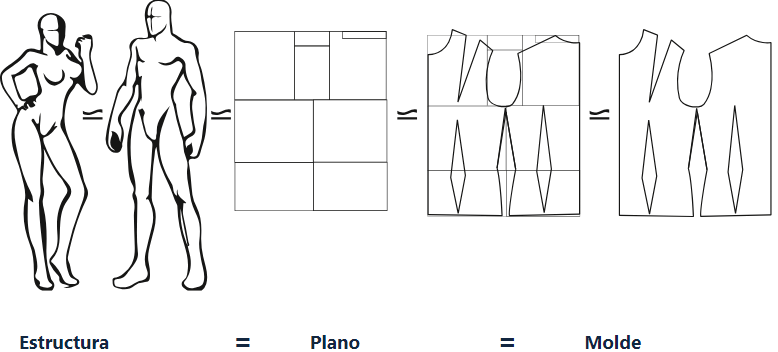 Estructura = Plano = Molde